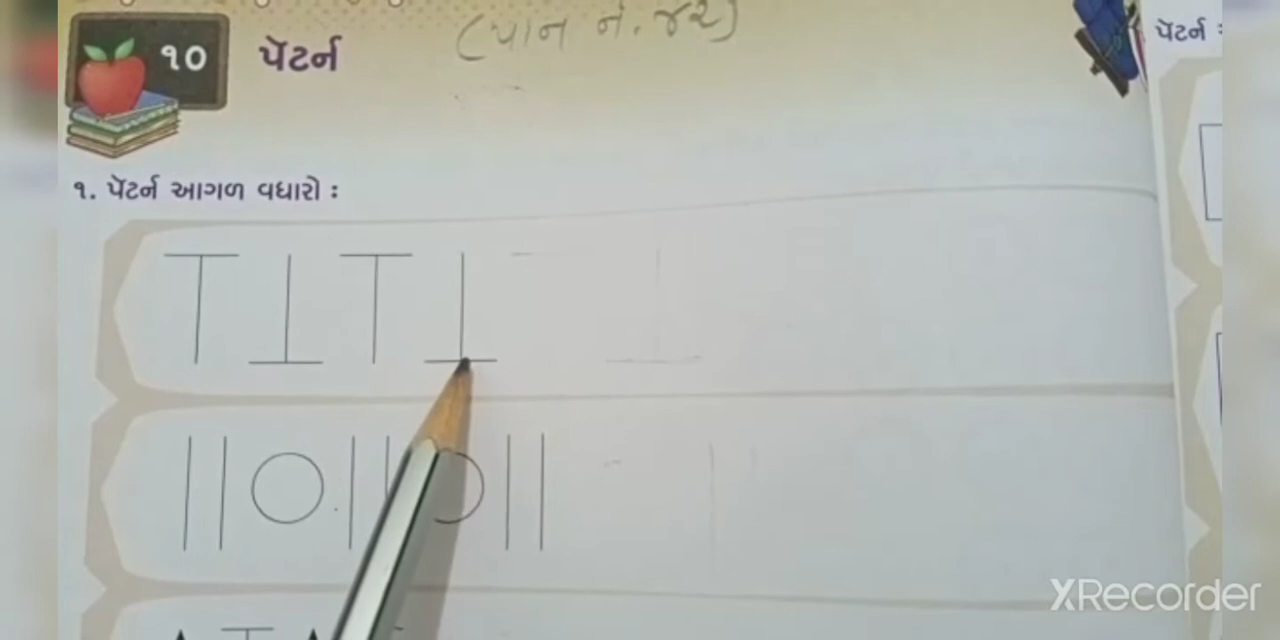 (પાન નં. ૪૨)
૧૦ પૅટર્ન
પૅટર્ન
૧. પૅટર્ન આગળ વધારો :
XRecorder